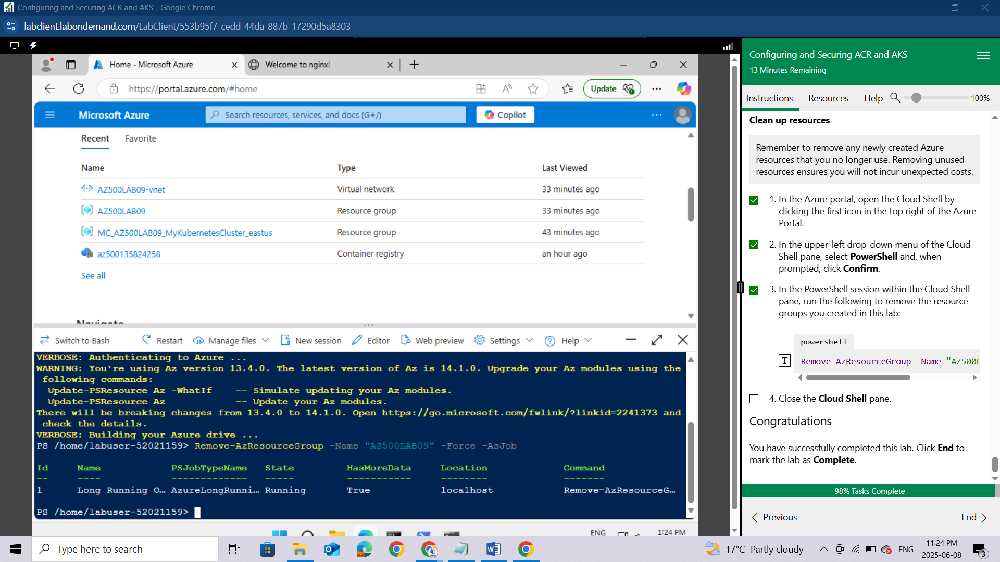 Configuring and Securing ACR and AKS - Google Chrome
labclient.labondemand.com/LabClient/553b95f7-cedd-44da-887b-17290d5a8303
Home - Microsoft Azure
Welcome to nginx!
https://portal.azure.com/#home
Update
Microsoft Azure
Search resources, services, and docs (G+/)
Copilot
Recent
Favorite
Name Type Last Viewed
AZ500LAB09-vnet Virtual network 33 minutes ago
AZ500LAB09 Resource group 33 minutes ago
MC_AZ500LAB09_MyKubernetesCluster_eastus Resource group 43 minutes ago
az500135824258 Container registry an hour ago
See all
Navigate
Switch to Bash Restart Manage files New session Editor Web preview Settings Help
VERBOSE: Authenticating to Azure ...
WARNING: You're using Az version 13.4.0. The latest version of Az is 14.1.0. Upgrade your Az modules using the
following commands:
Update-PSResource Az -WhatIf -- Simulate updating your Az modules.
Update-PSResource Az -- Update your Az modules.
There will be breaking changes from 13.4.0 to 14.1.0. Open https://go.microsoft.com/fwlink/?linkid=2241373 and
check the details.
VERBOSE: Building your Azure drive ...
PS /home/labuser-52021159> Remove-AzResourceGroup -Name "AZ500LAB09" -Force -AsJob
Id Name PSJobTypeName State HasMoreData Location Command
-- ---- ------------- ----- ----------- -------- -------
1 Long Running O… AzureLongRunni… Running True localhost Remove-AzResourceG…
PS /home/labuser-52021159>
ENG
1:24 PM
Configuring and Securing ACR and AKS
13 Minutes Remaining
Instructions Resources Help 100%
Clean up resources
Remember to remove any newly created Azure
resources that you no longer use. Removing unused
resources ensures you will not incur unexpected costs.
1. In the Azure portal, open the Cloud Shell by
clicking the first icon in the top right of the Azure
Portal.
2. In the upper-left drop-down menu of the Cloud
Shell pane, select PowerShell and, when
prompted, click Confirm.
3. In the PowerShell session within the Cloud Shell
pane, run the following to remove the resource
groups you created in this lab:
powershell
T
Remove-AzResourceGroup -Name "AZ500L
4. Close the Cloud Shell pane.
Congratulations
You have successfully completed this lab. Click End to
mark the lab as Complete.
98% Tasks Complete
Previous
End
Type here to search
17°C Partly cloudy
ENG
11:24 PM
2025-06-08
3